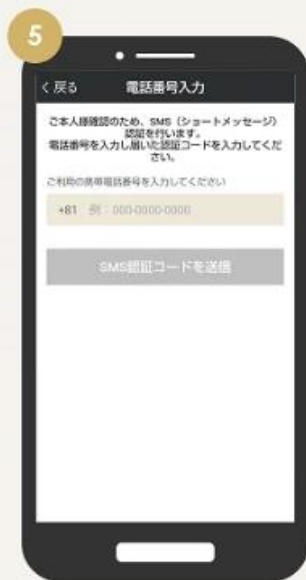 5
く戻る 電話番号入力
ご本人様確認のため、SMS（ショートメッセージ）
認証を行います。
電話番号を入力し届いた認証コードを入力してくだ
さい。
ご利用の携帯電話番号を入力してください
+81 例：000-0000-0000
SMS認証コードを送信